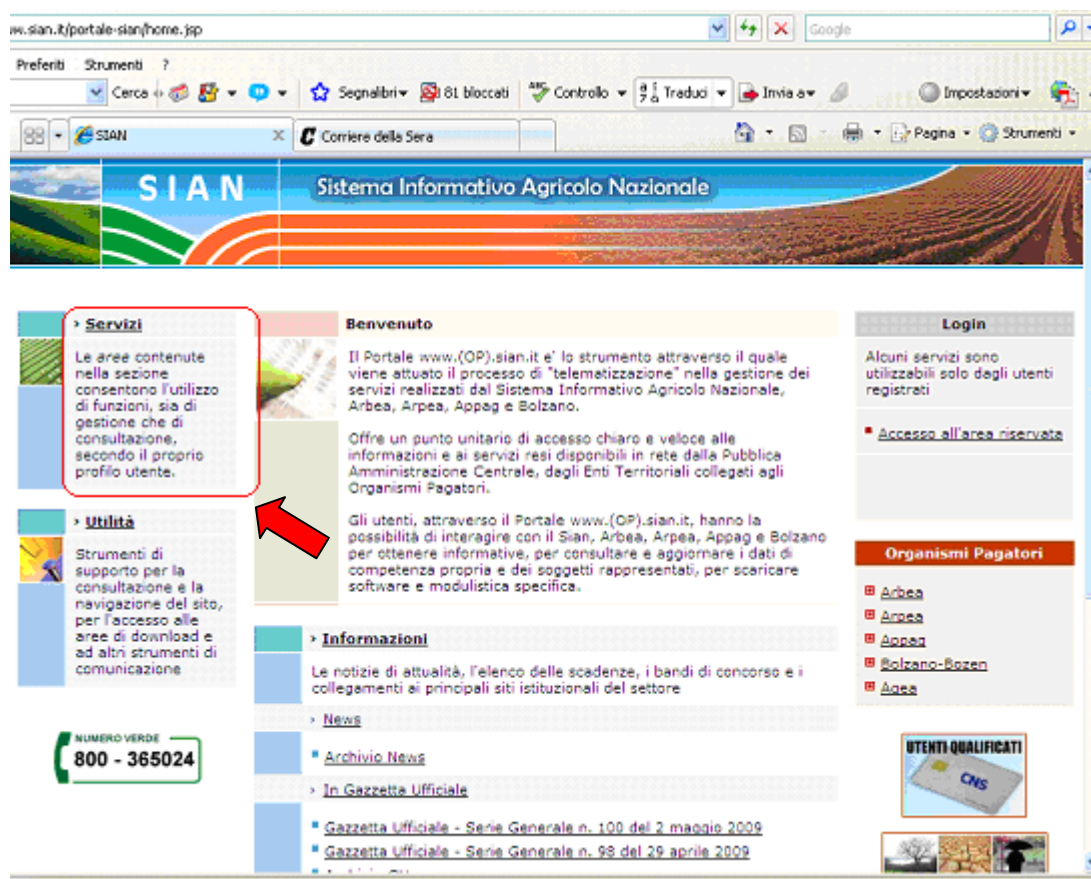 ww.sian.it/portale-sian/home.jsp
Google
Preferiti Strumenti ?
Cerca
Segnalibri
81 bloccati
ABC Controllo
Traduci
Invia a
Impostazioni
SIAN
Corriere della Sera
Pagina
Strumenti
SIAN Sistema Informativo Agricolo Nazionale
› Servizi
Le aree contenute
nella sezione
consentono l'utilizzo
di funzioni, sia di
gestione che di
consultazione,
secondo il proprio
profilo utente.
› Utilità
Strumenti di
supporto per la
consultazione e la
navigazione del sito,
per l'accesso alle
aree di download e
ad altri strumenti di
comunicazione
NUMERO VERDE
800 - 365024
Benvenuto
Il Portale www.(OP).sian.it e' lo strumento attraverso il quale
viene attuato il processo di "telematizzazione" nella gestione dei
servizi realizzati dal Sistema Informativo Agricolo Nazionale,
Arbea, Arpea, Appag e Bolzano.
Offre un punto unitario di accesso chiaro e veloce alle
informazioni e ai servizi resi disponibili in rete dalla Pubblica
Amministrazione Centrale, dagli Enti Territoriali collegati agli
Organismi Pagatori.
Gli utenti, attraverso il Portale www.(OP).sian.it, hanno la
possibilità di interagire con il Sian, Arbea, Arpea, Appag e Bolzano
per ottenere informative, per consultare e aggiornare i dati di
competenza propria e dei soggetti rappresentati, per scaricare
software e modulistica specifica.
› Informazioni
Le notizie di attualità, l'elenco delle scadenze, i bandi di concorso e i
collegamenti ai principali siti istituzionali del settore
› News
Archivio News
› In Gazzetta Ufficiale
Gazzetta Ufficiale - Serie Generale n. 100 del 2 maggio 2009
Gazzetta Ufficiale - Serie Generale n. 98 del 29 aprile 2009
Login
Alcuni servizi sono
utilizzabili solo dagli utenti
registrati
Accesso all'area riservata
Organismi Pagatori
Arbea
Arpea
Appag
Bolzano-Bozen
Agea
UTENTI QUALIFICATI
CNS